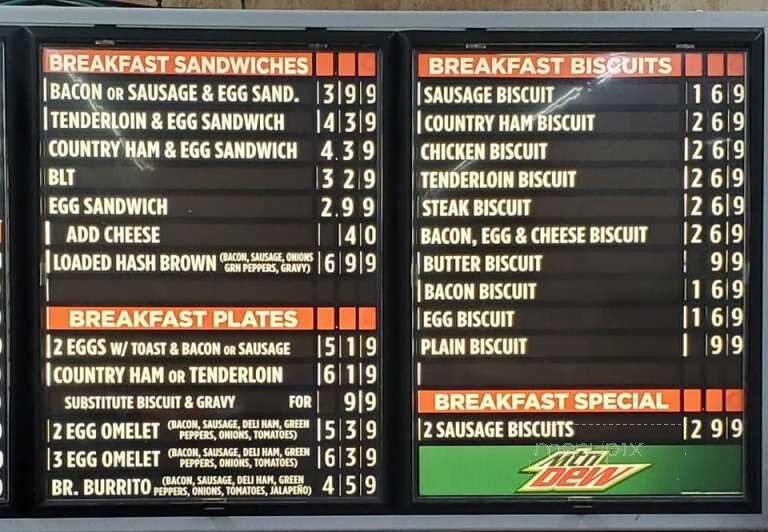 BREAKFAST SANDWICHES
BACON OR SAUSAGE & EGG SAND. 3 9 9
TENDERLOIN & EGG SANDWICH 4 3 9
COUNTRY HAM & EGG SANDWICH 4.3 9
BLT 3 2 9
EGG SANDWICH 2.9 9
ADD CHEESE 4 0
LOADED HASH BROWN (BACON, SAUSAGE, ONIONS GRN PEPPERS, GRAVY) 6 9 9
BREAKFAST PLATES
2 EGGS W/ TOAST & BACON OR SAUSAGE 5 1 9
COUNTRY HAM OR TENDERLOIN 6 1 9
SUBSTITUTE BISCUIT & GRAVY FOR 9 9
2 EGG OMELET (BACON, SAUSAGE, DELI HAM, GREEN PEPPERS, ONIONS, TOMATOES) 5 3 9
3 EGG OMELET (BACON, SAUSAGE, DELI HAM, GREEN PEPPERS, ONIONS, TOMATOES) 6 3 9
BR. BURRITO (BACON, SAUSAGE, DELI HAM, GREEN PEPPERS, ONIONS, TOMATOES, JALAPEÑO) 4 5 9
BREAKFAST BISCUITS
SAUSAGE BISCUIT 1 6 9
COUNTRY HAM BISCUIT 2 6 9
CHICKEN BISCUIT 2 6 9
TENDERLOIN BISCUIT 2 6 9
STEAK BISCUIT 2 6 9
BACON, EGG & CHEESE BISCUIT 2 6 9
BUTTER BISCUIT 9 9
BACON BISCUIT 1 6 9
EGG BISCUIT 1 6 9
PLAIN BISCUIT 9 9
BREAKFAST SPECIAL
2 SAUSAGE BISCUITS 2 9 9
menupix
mtn DEW